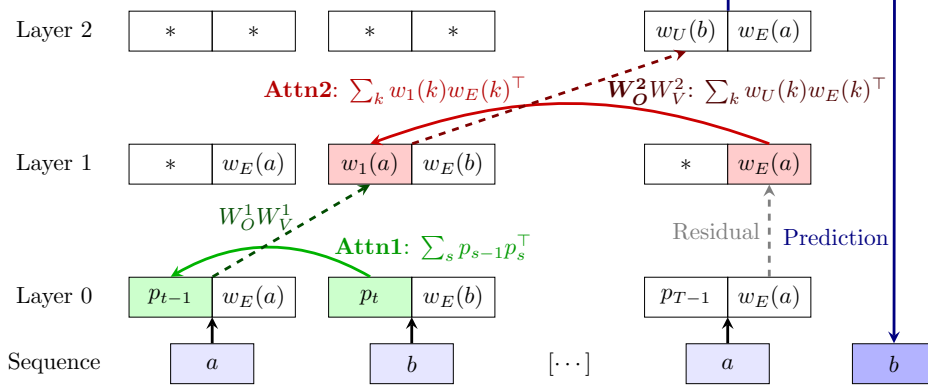 Layer 2 * * * * w_U(b) w_E(a)
Attn2: ∑_k w_1(k)w_E(k)^⊤ W_O^2 W_V^2: ∑_k w_U(k)w_E(k)^⊤
Layer 1 * w_E(a) w_1(a) w_E(b) * w_E(a)
W_O^1 W_V^1
Residual Prediction
Attn1: ∑_s p_{s−1}p_s^⊤
Layer 0 p_{t−1} w_E(a) p_t w_E(b) p_{T−1} w_E(a)
Sequence a b [⋯] a b